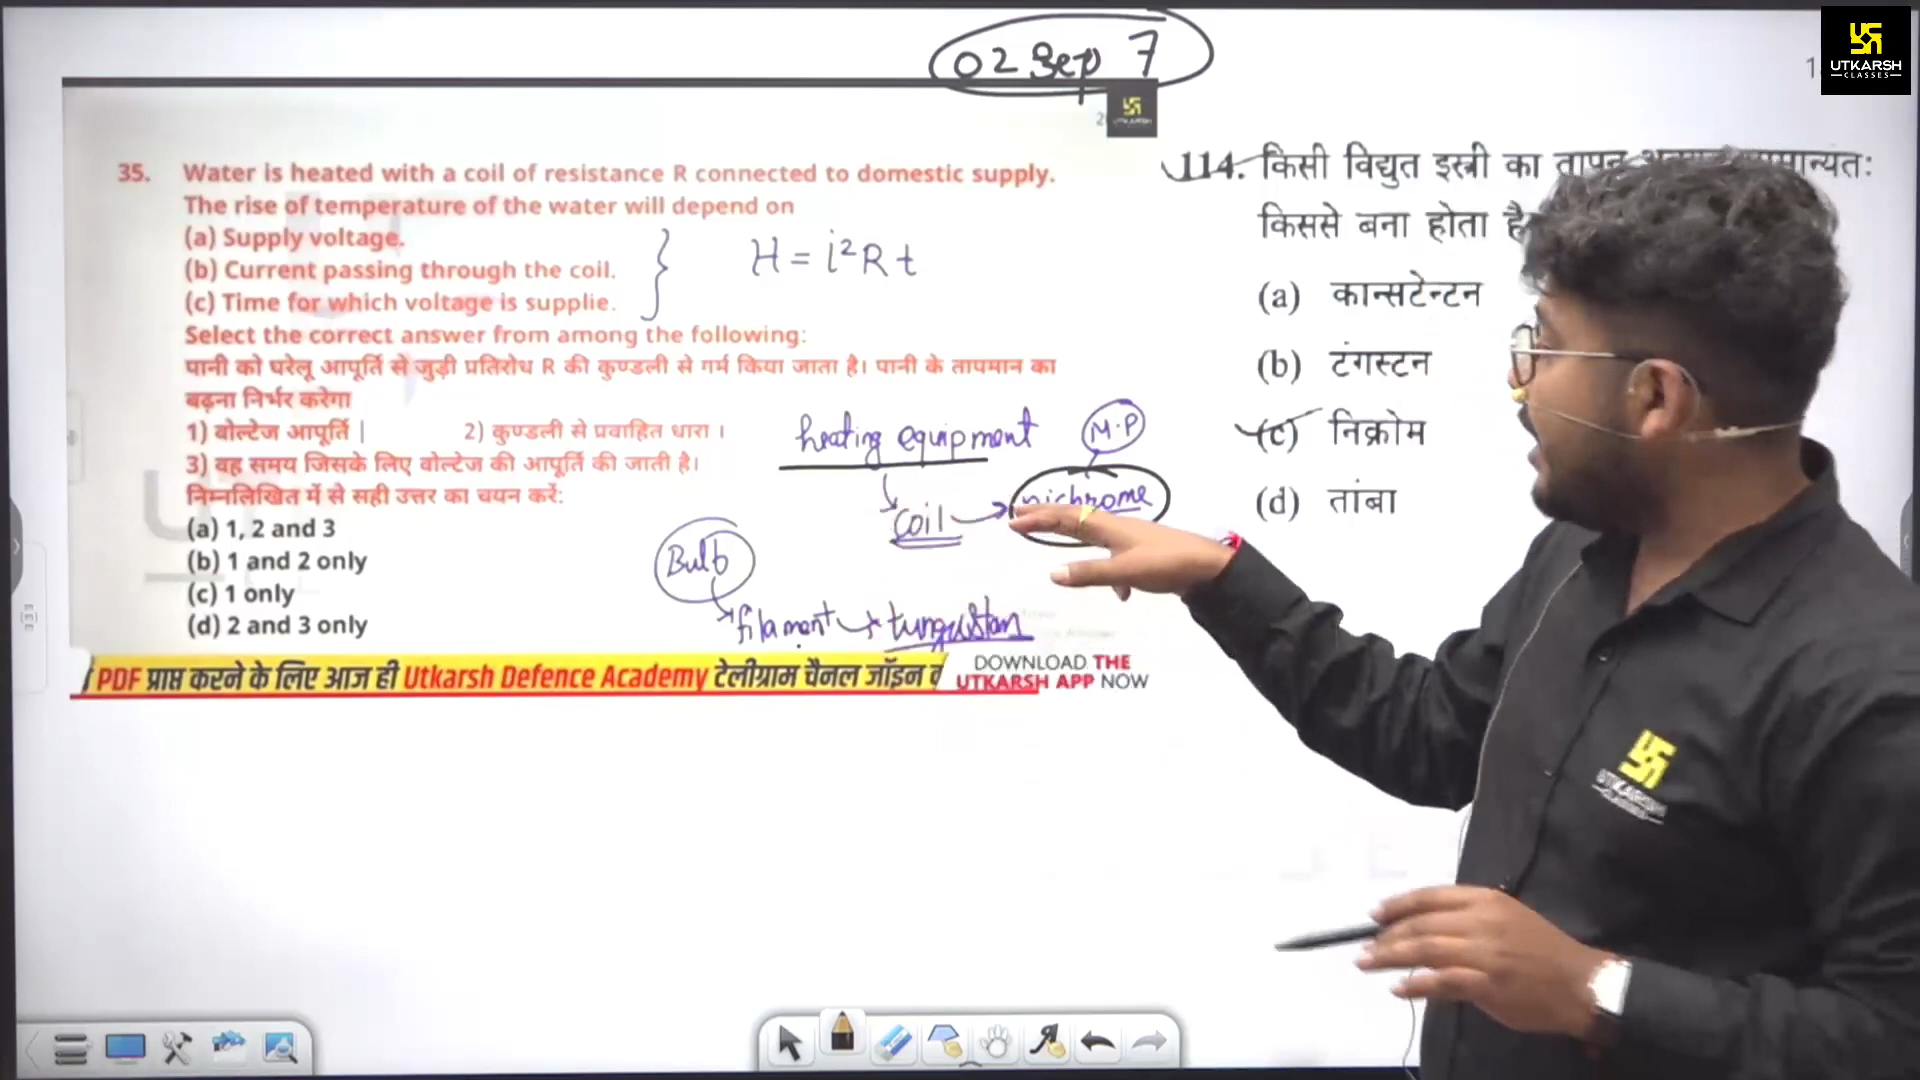 02 Sep 7
UTKARSH
CLASSES
35. Water is heated with a coil of resistance R connected to domestic supply.
The rise of temperature of the water will depend on
(a) Supply voltage.
(b) Current passing through the coil.
(c) Time for which voltage is supplie.
H = i²Rt
Select the correct answer from among the following:
पानी को घरेलू आपूर्ति से जुड़ी प्रतिरोध R की कुण्डली से गर्म किया जाता है। पानी के तापमान का
बढ़ना निर्भर करेगा
1) वोल्टेज आपूर्ति | 2) कुण्डली से प्रवाहित धारा ।
3) वह समय जिसके लिए वोल्टेज की आपूर्ति की जाती है।
निम्नलिखित में से सही उत्तर का चयन करें:
(a) 1, 2 and 3
(b) 1 and 2 only
(c) 1 only
(d) 2 and 3 only
heating equipment
M.P
coil → nichrome
Bulb
filament → tungustan
PDF प्राप्त करने के लिए आज ही Utkarsh Defence Academy टेलीग्राम चैनल जॉइन
DOWNLOAD THE
UTKARSH APP NOW
114. किसी विद्युत इस्त्री का तापन
किससे बना होता है
(a) कान्सटेन्टन
(b) टंगस्टन
(c) निक्रोम
(d) तांबा
UTKARSH
CLASSES